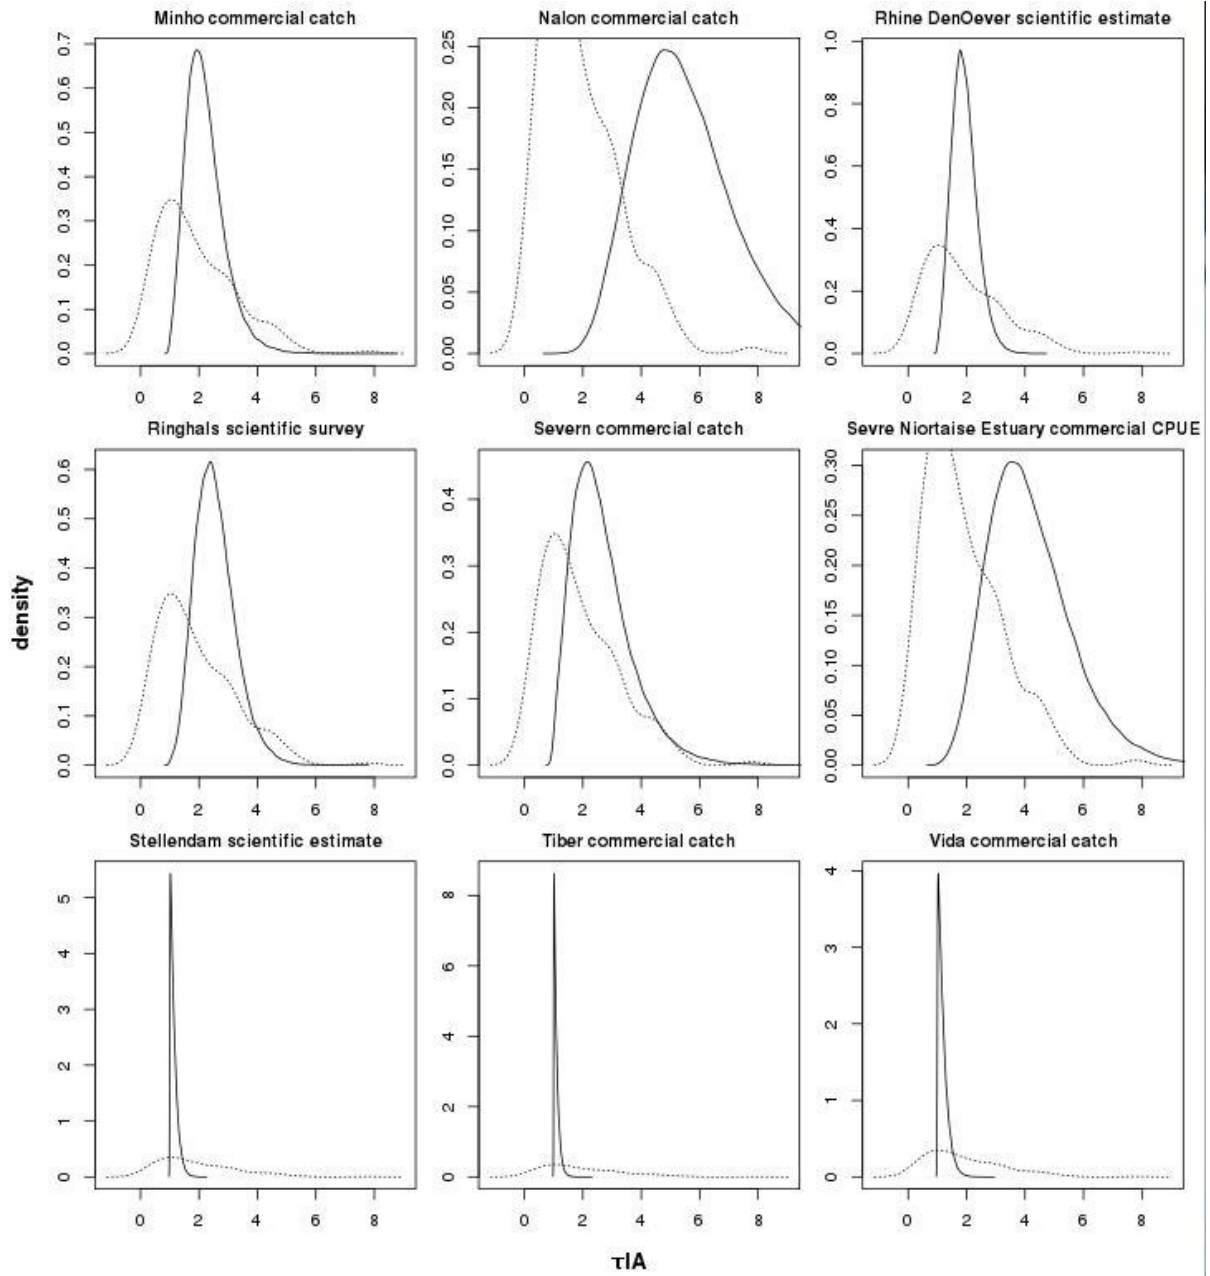 Minho commercial catch
Nalon commercial catch
Rhine DenOever scientific estimate
0.0 0.1 0.2 0.3 0.4 0.5 0.6 0.7
0.00 0.05 0.10 0.15 0.20 0.25
0.0 0.2 0.4 0.6 0.8 1.0
0 2 4 6 8
0 2 4 6 8
0 2 4 6 8
Ringhals scientific survey
Severn commercial catch
Sevre Niortaise Estuary commercial CPUE
density
0.0 0.1 0.2 0.3 0.4 0.5 0.6
0.0 0.1 0.2 0.3 0.4
0.00 0.05 0.10 0.15 0.20 0.25 0.30
0 2 4 6 8
0 2 4 6 8
0 2 4 6 8
Stellendam scientific estimate
Tiber commercial catch
Vida commercial catch
0 1 2 3 4 5
0 2 4 6 8
0 1 2 3 4
0 2 4 6 8
0 2 4 6 8
0 2 4 6 8
τIA